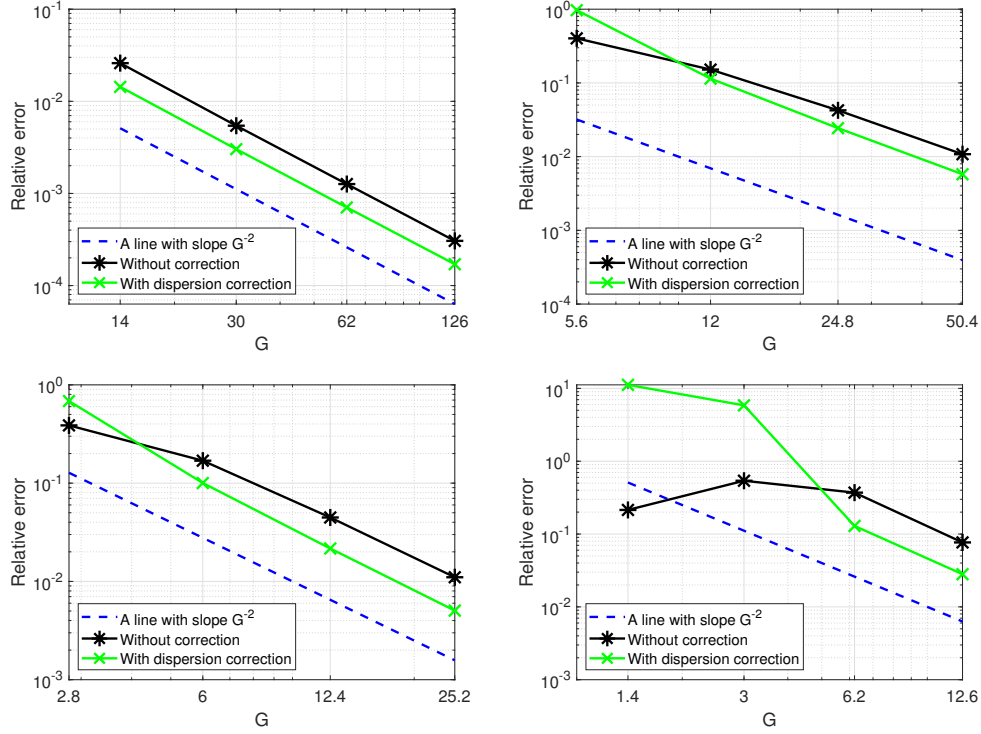 10^-1
10^-2
10^-3
10^-4
Relative error
A line with slope G^-2
Without correction
With dispersion correction
14 30 62 126
G
10^0
10^-1
10^-2
10^-3
10^-4
Relative error
A line with slope G^-2
Without correction
With dispersion correction
5.6 12 24.8 50.4
G
10^0
10^-1
10^-2
10^-3
Relative error
A line with slope G^-2
Without correction
With dispersion correction
2.8 6 12.4 25.2
G
10^1
10^0
10^-1
10^-2
10^-3
Relative error
A line with slope G^-2
Without correction
With dispersion correction
1.4 3 6.2 12.6
G